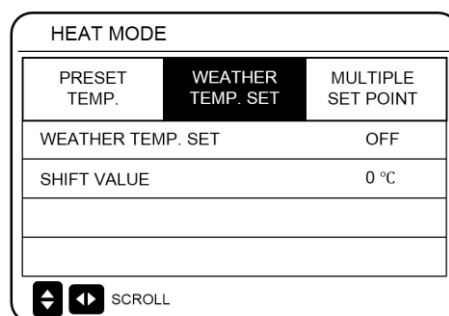 HEAT MODE
PRESET TEMP.
WEATHER TEMP. SET
MULTIPLE SET POINT
WEATHER TEMP. SET OFF
SHIFT VALUE 0 ℃
SCROLL